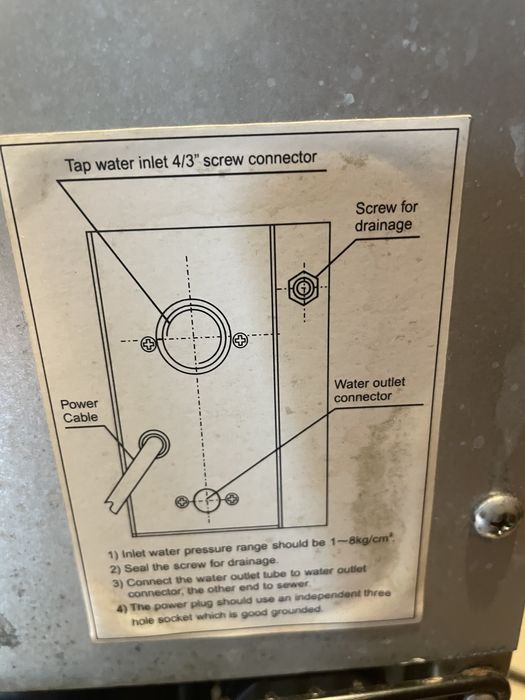 Tap water inlet 4/3" screw connector
Screw for
drainage
Water outlet
connector
Power
Cable
1) Inlet water pressure range should be 1~8kg/cm².
2) Seal the screw for drainage.
3) Connect the water outlet tube to water outlet
connector, the other end to sewer.
4) The power plug should use an independent three
hole socket which is good grounded.